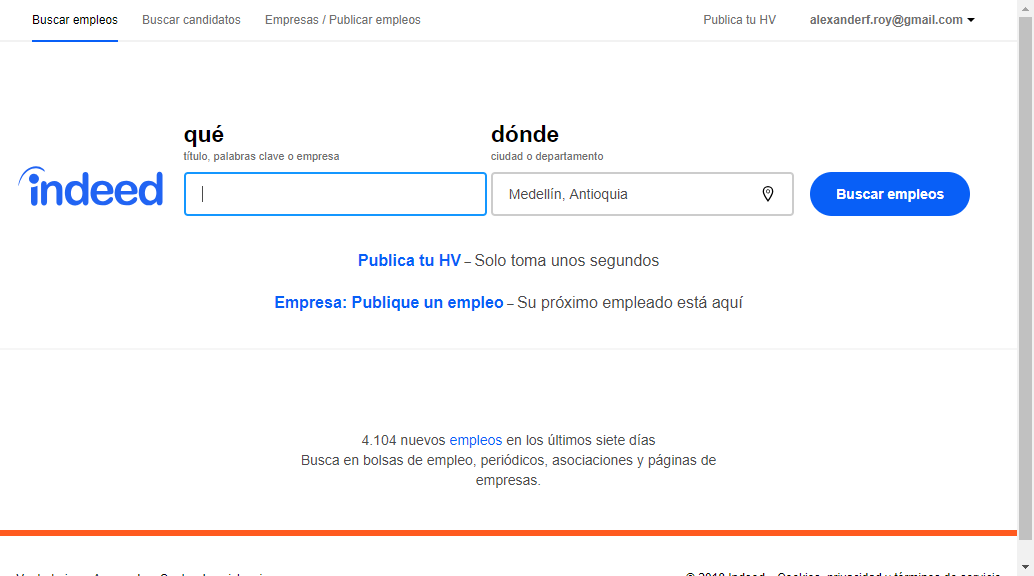 Buscar empleos Buscar candidatos Empresas / Publicar empleos Publica tu HV alexanderf.roy@gmail.com
qué dónde
título, palabras clave o empresa ciudad o departamento
indeed Medellín, Antioquia Buscar empleos
Publica tu HV – Solo toma unos segundos
Empresa: Publique un empleo – Su próximo empleado está aquí
4.104 nuevos empleos en los últimos siete días
Busca en bolsas de empleo, periódicos, asociaciones y páginas de
empresas.
Indeed - Cookies, privacidad y términos de servicio